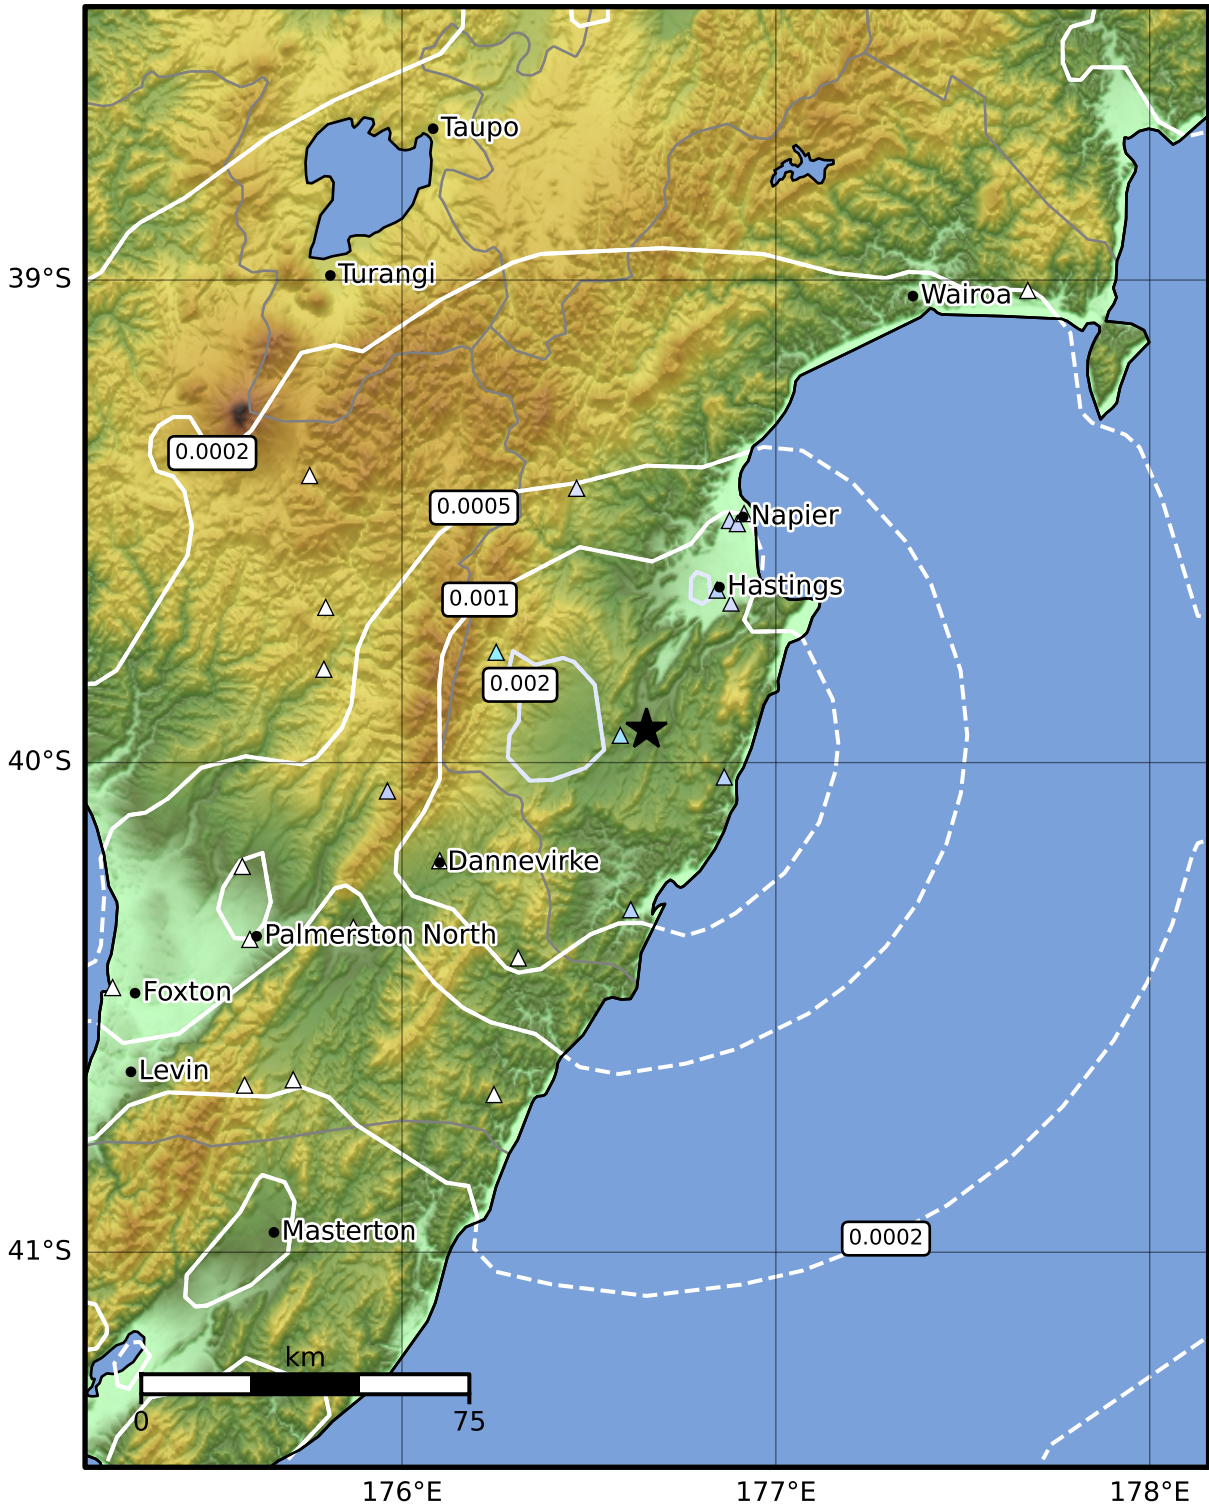 Taupo
Turangi
39°S
Wairoa
0.0002
0.0005
Napier
Hastings
0.001
0.002
40°S
Dannevirke
Palmerston North
Foxton
Levin
Masterton
0.0002
41°S
km
0 75
176°E 177°E 178°E